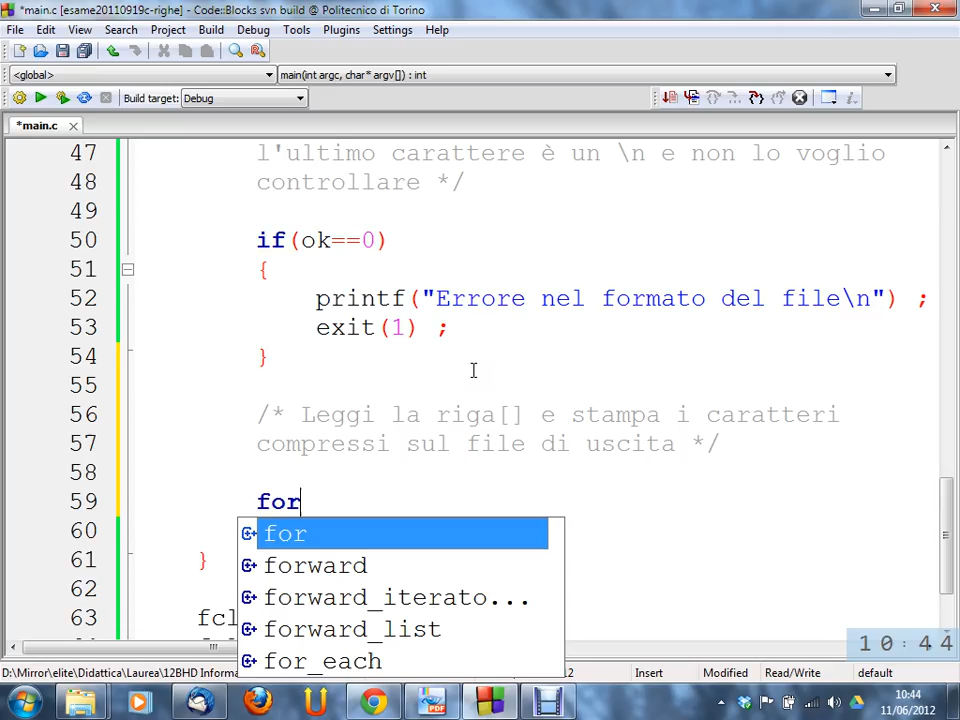 *main.c [esame20110919c-righe] - Code::Blocks svn build @ Politecnico di Torino
File Edit View Search Project Build Debug Tools Plugins Settings Help
<global> main(int argc, char* argv[]) : int
Build target: Debug
*main.c
47 l'ultimo carattere è un \n e non lo voglio
48 controllare */
49
50 if(ok==0)
51 {
52 printf("Errore nel formato del file\n") ;
53 exit(1) ;
54 }
55
56 /* Leggi la riga[] e stampa i caratteri
57 compressi sul file di uscita */
58
59 for
60 for
forward
61 }
62 forward_iterato...
63 fcl forward_list
for_each
10:44
D:\Mirror\elite\Didattica\Laurea\12BHD Informa 12 Insert Modified Read/Write default
10:44
11/06/2012